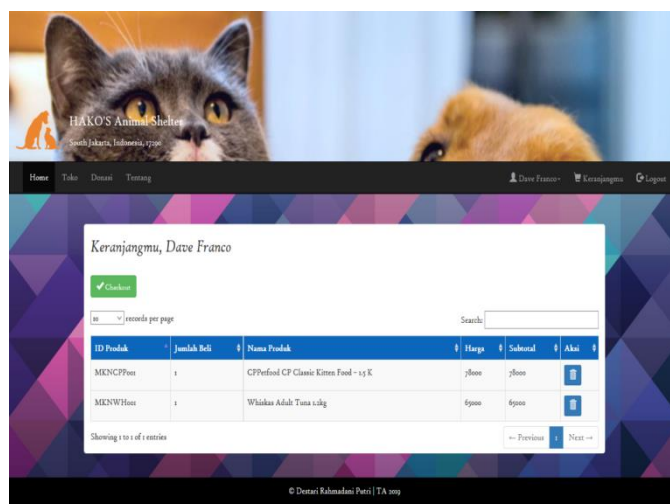 HAKO'S Animal Shelter
South Jakarta, Indonesia, 17290
Home Toko Donasi Tentang Dave Franco Keranjangmu Logout
Keranjangmu, Dave Franco
Checkout
10 records per page Search:
ID Produk Jumlah Beli Nama Produk Harga Subtotal Aksi
MKNCPP001 1 CPPetfood CP Classic Kitten Food - 1.5 K 78000 78000
MKNWH001 1 Whiskas Adult Tuna 1.2kg 65000 65000
Showing 1 to 1 of 1 entries ← Previous 1 Next →
© Destari Rahmadani Putri | TA 2019